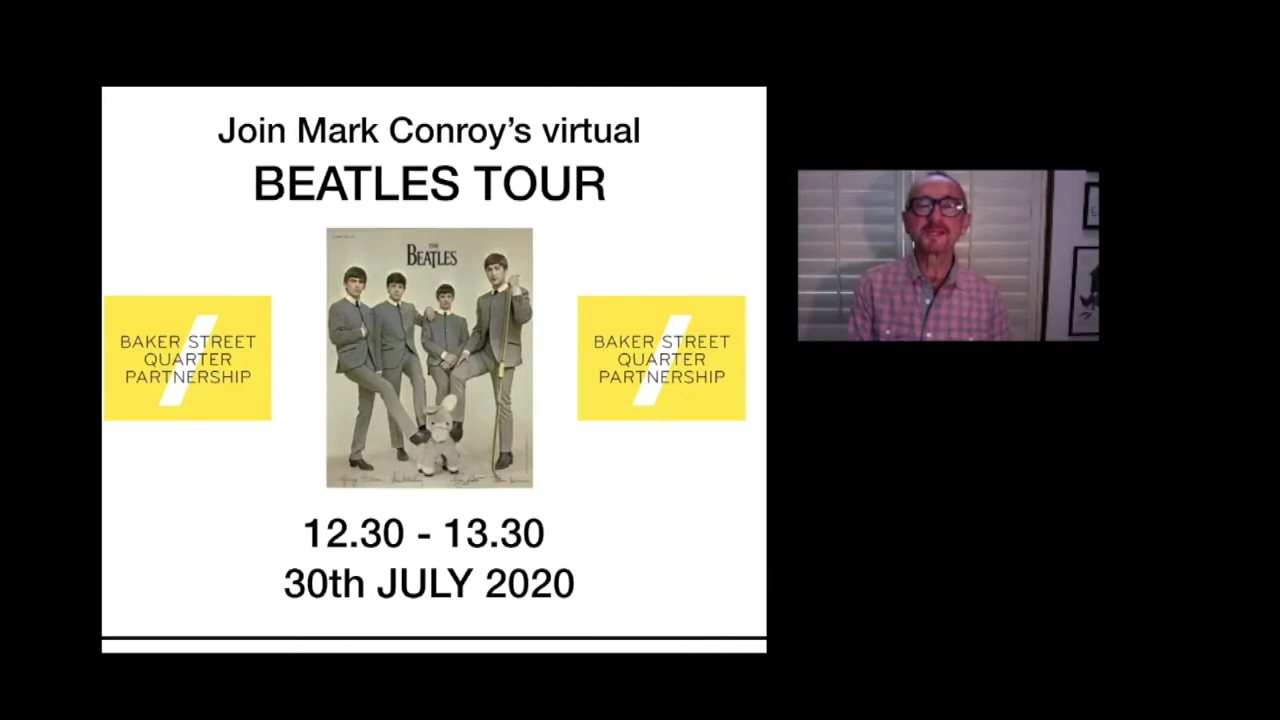 Join Mark Conroy's virtual
BEATLES TOUR
THE
BEATLES
BAKER STREET
QUARTER
PARTNERSHIP
BAKER STREET
QUARTER
PARTNERSHIP
12.30 - 13.30
30th JULY 2020